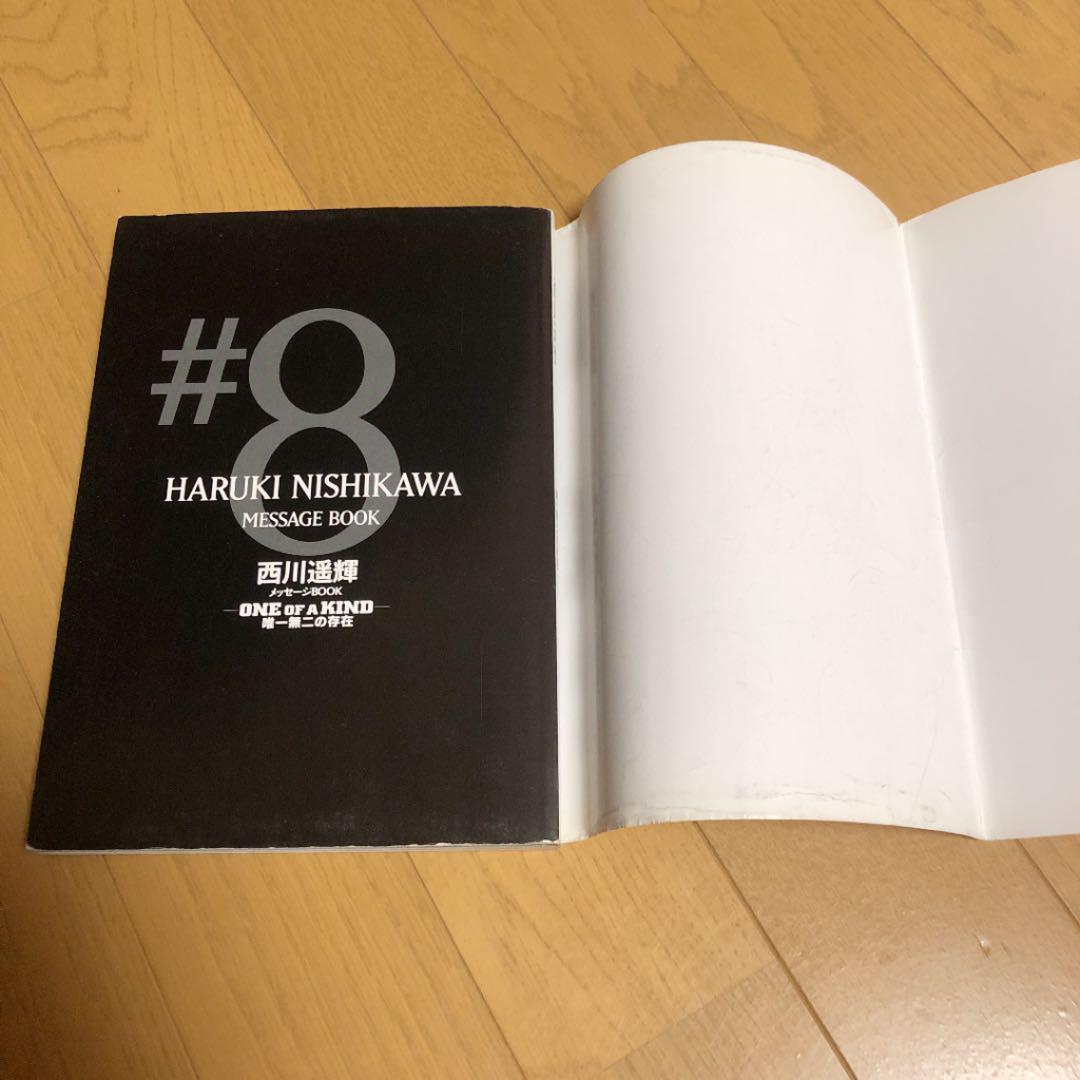 #8
HARUKI NISHIKAWA
MESSAGE BOOK
西川遥輝
メッセージBOOK
ONE OF A KIND
唯一無二の存在